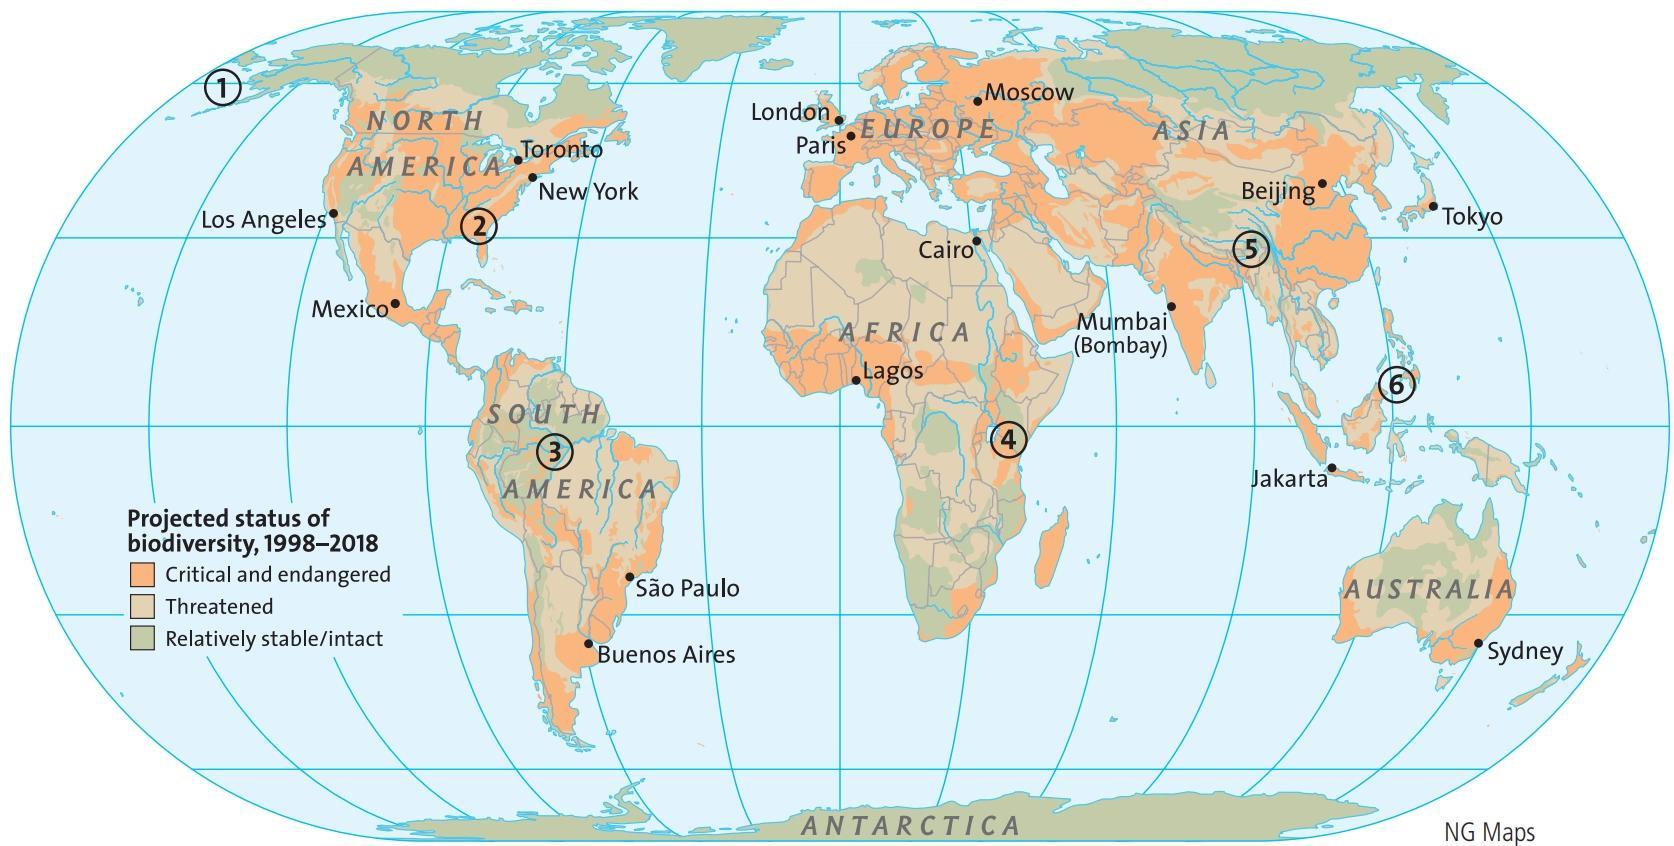 1
NORTH
AMERICA
Toronto
New York
Los Angeles
2
Mexico
SOUTH
3
AMERICA
São Paulo
Buenos Aires
London
Paris
EUROPE
Moscow
ASIA
Beijing
Tokyo
Cairo
5
AFRICA
Mumbai
(Bombay)
Lagos
6
4
Jakarta
AUSTRALIA
Sydney
Projected status of
biodiversity, 1998–2018
Critical and endangered
Threatened
Relatively stable/intact
ANTARCTICA
NG Maps